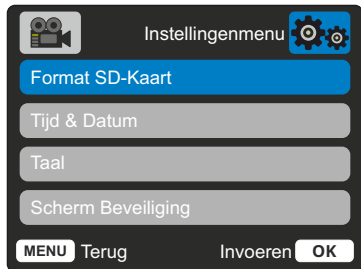 Instellingenmenu
Format SD-Kaart
Tijd & Datum
Taal
Scherm Beveiliging
MENU Terug Invoeren OK